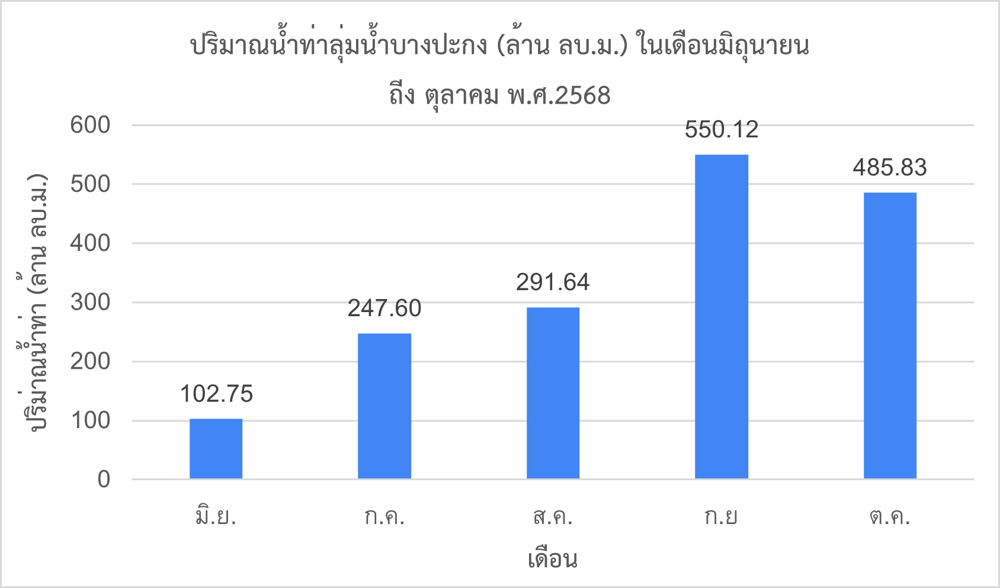 ปริมาณน้ำท่าลุ่มน้ำบางปะกง (ล้าน ลบ.ม.) ในเดือนมิถุนายน
ถึง ตุลาคม พ.ศ.2568
ปริ่มาณน้ำท่า (ล้าน ลบ.ม.)
600
500
400
300
200
100
0
102.75
247.60
291.64
550.12
485.83
มิ.ย.
ก.ค.
ส.ค.
ก.ย
ต.ค.
เดือน